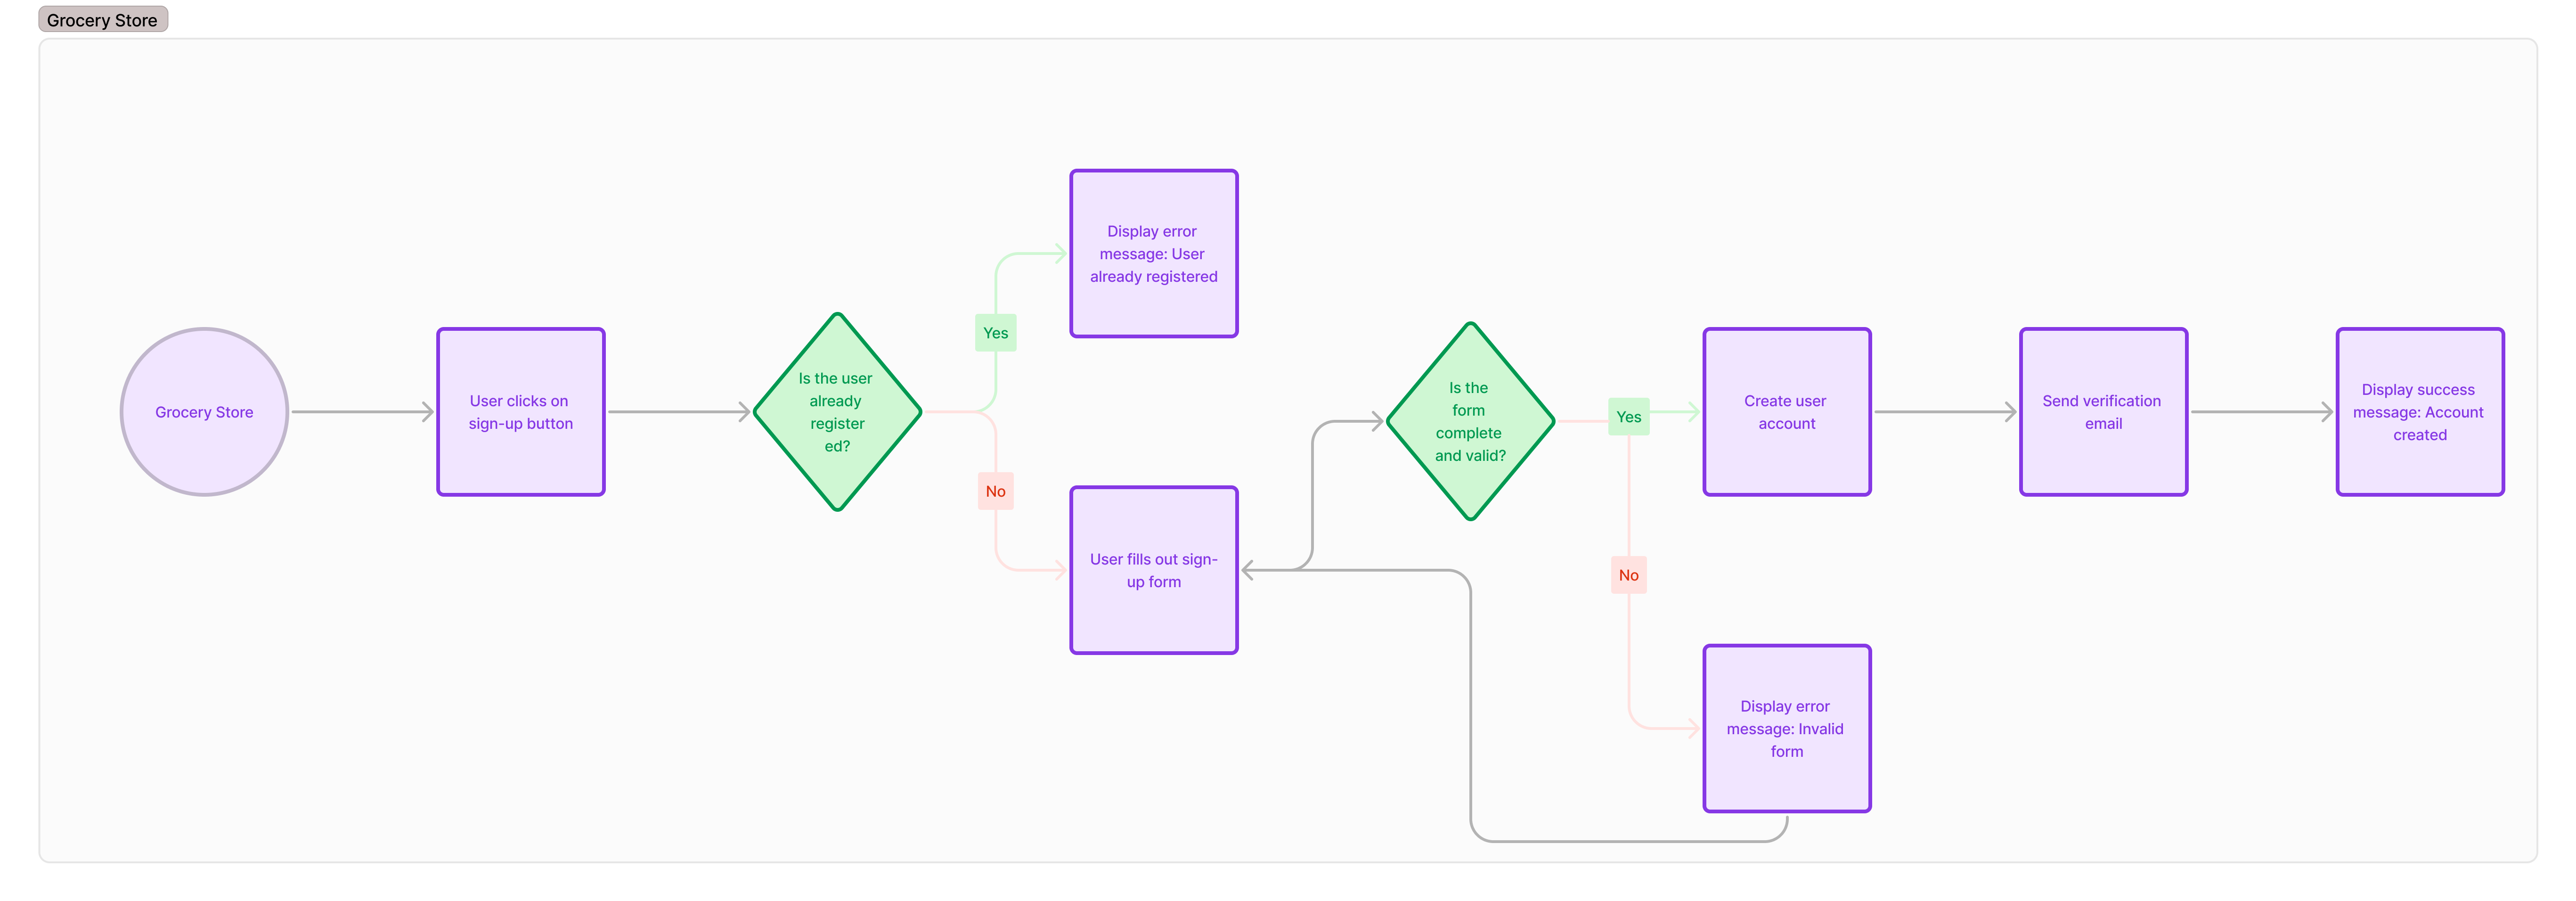 Grocery Store
Grocery Store
User clicks on
sign-up button
Is the user
already
register
ed?
Yes
Display error
message: User
already registered
No
User fills out sign-
up form
Is the
form
complete
and valid?
Yes
Create user
account
Send verification
email
Display success
message: Account
created
No
Display error
message: Invalid
form